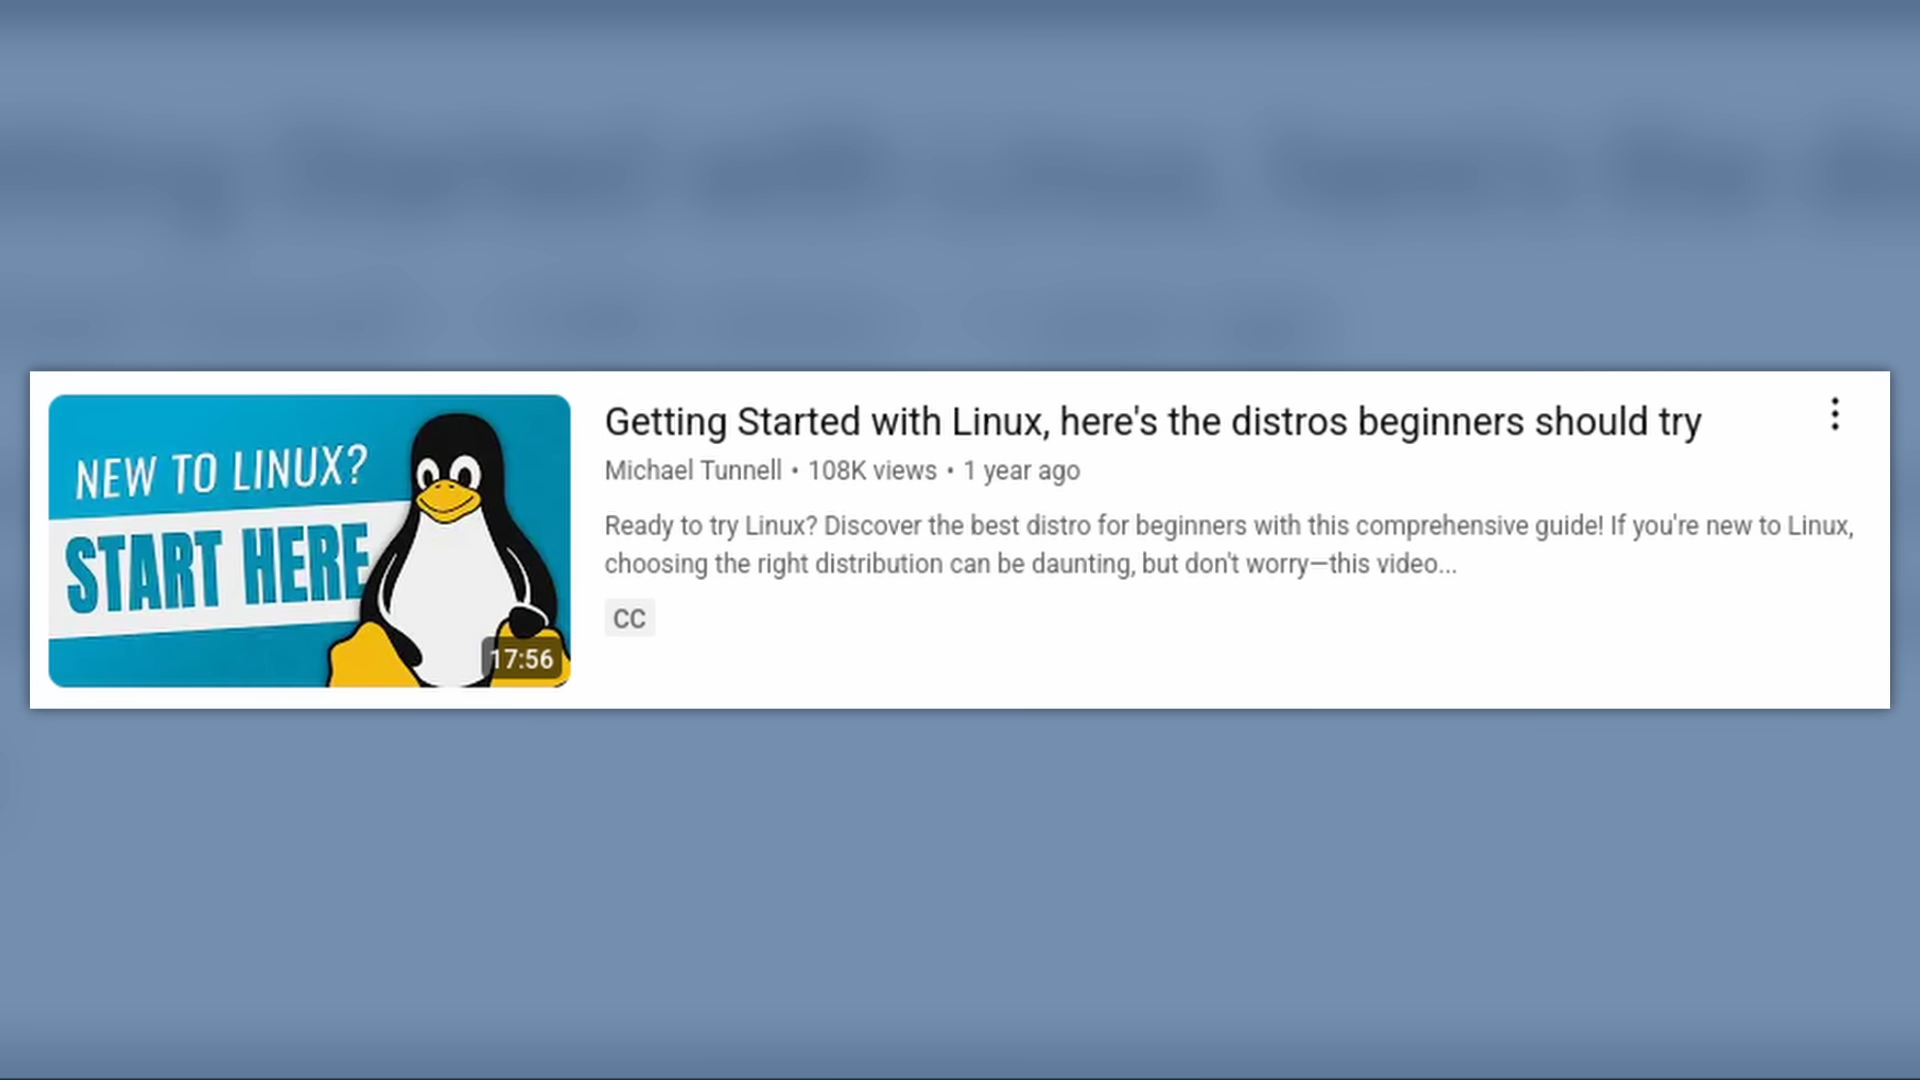 NEW TO LINUX?
START HERE
17:56
Getting Started with Linux, here's the distros beginners should try
Michael Tunnell • 108K views • 1 year ago
Ready to try Linux? Discover the best distro for beginners with this comprehensive guide! If you're new to Linux,
choosing the right distribution can be daunting, but don't worry—this video...
CC